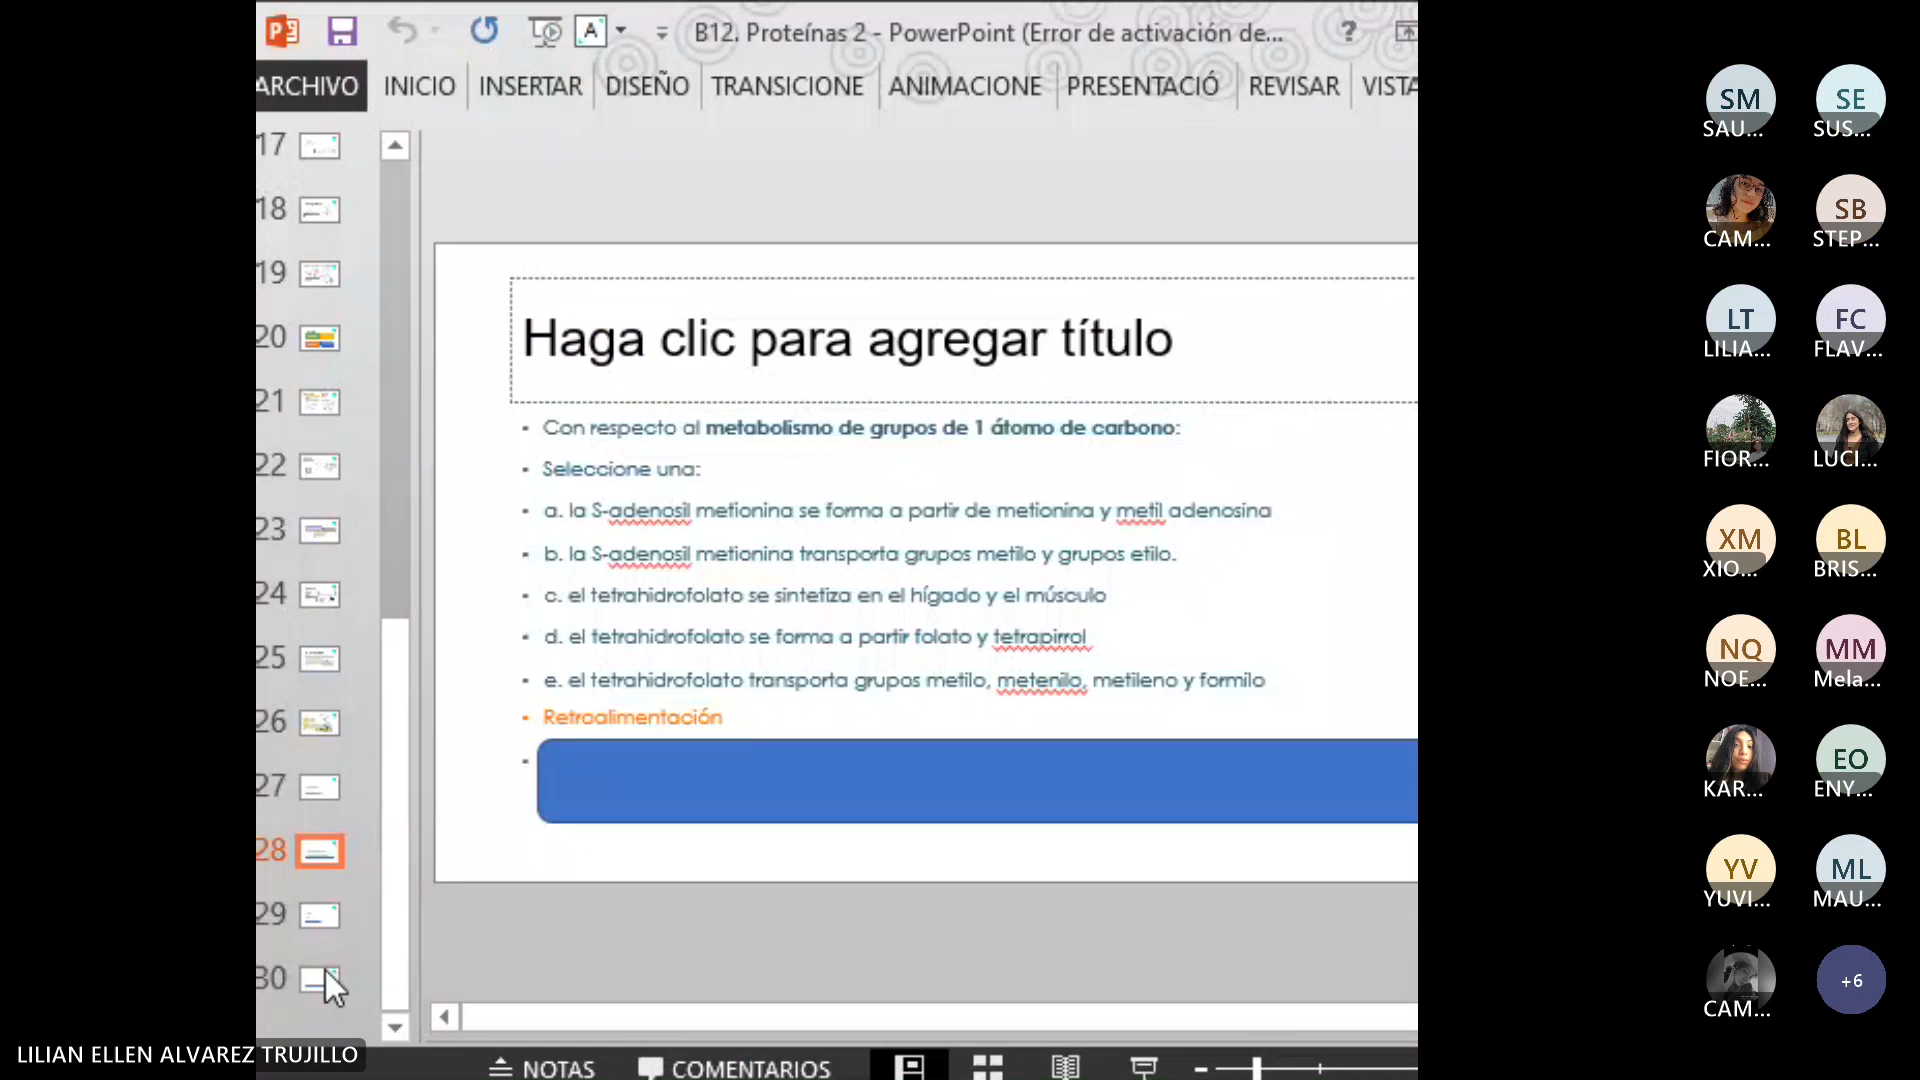 B12. Proteínas 2 - PowerPoint (Error de activación de...
ARCHIVO INICIO INSERTAR DISEÑO TRANSICIONE ANIMACIONE PRESENTACIÓ REVISAR VISTA
17
18
19
20
21
22
23
24
25
26
27
28
29
30
Haga clic para agregar título
Con respecto al metabolismo de grupos de 1 átomo de carbono:
Seleccione una:
a. la S-adenosil metionina se forma a partir de metionina y metil adenosina
b. la S-adenosil metionina transporta grupos metilo y grupos etilo.
c. el tetrahidrofolato se sintetiza en el hígado y el músculo
d. el tetrahidrofolato se forma a partir folato y tetrapirrol
e. el tetrahidrofolato transporta grupos metilo, metenilo, metileno y formilo
Retroalimentación
NOTAS COMENTARIOS
LILIAN ELLEN ALVAREZ TRUJILLO
SM SE
SAU... SUS...
SB
CAM... STEP...
LT FC
LILIA... FLAV...
FIOR... LUCI...
XM BL
XIO... BRIS...
NQ MM
NOE... Mela...
EO
KAR... ENY...
YV ML
YUVI... MAU...
+6
CAM...